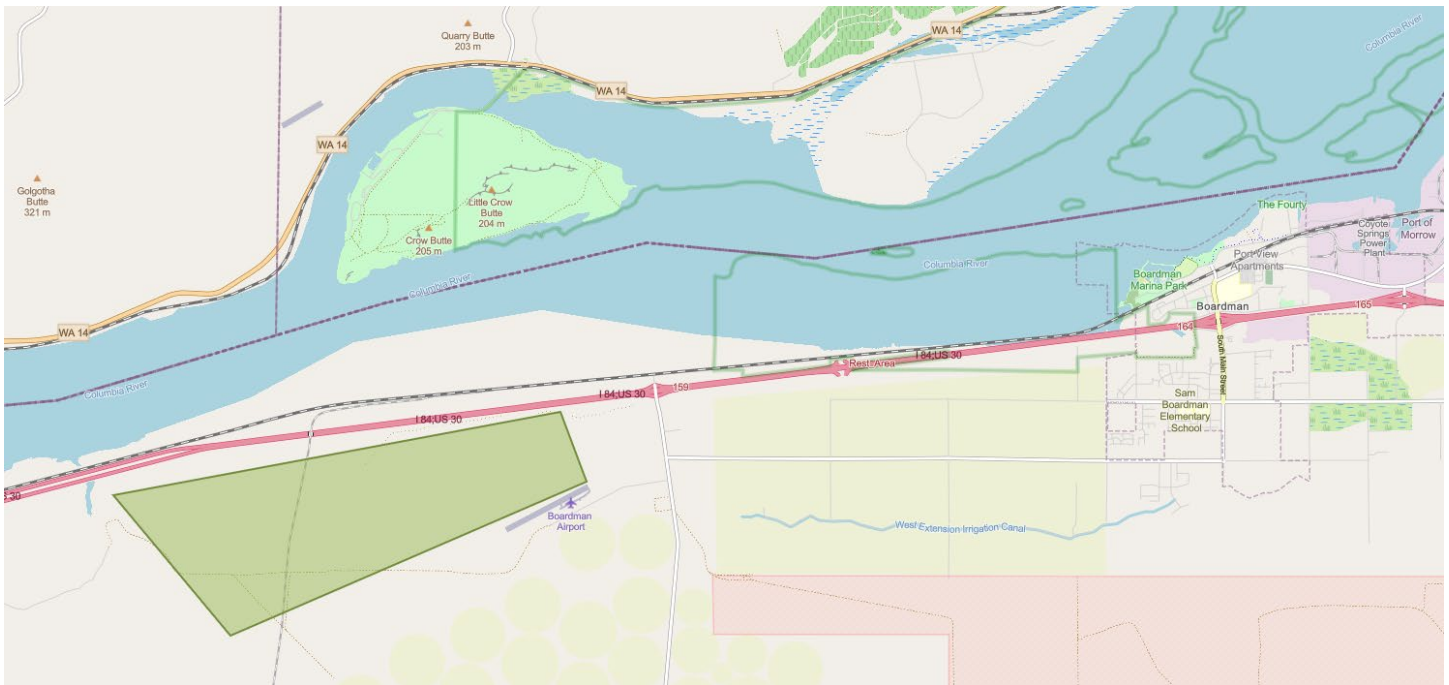 WA 14
Columbia River
Quarry Butte
203 m
WA 14
WA 14
Golgotha
Butte
321 m
Little Crow
Butte
204 m
Crow Butte
205 m
The Fourty
Coyote
Springs
Power
Plant
Port of
Morrow
Port View
Apartments
Columbia River
Columbia River
Boardman
Marina Park
Boardman
165
164
WA 14
South Main Street
I 84;US 30
Rest Area
159
Columbia River
I 84;US 30
Sam
Boardman
Elementary
School
30
Boardman
Airport
West Extension Irrigation Canal